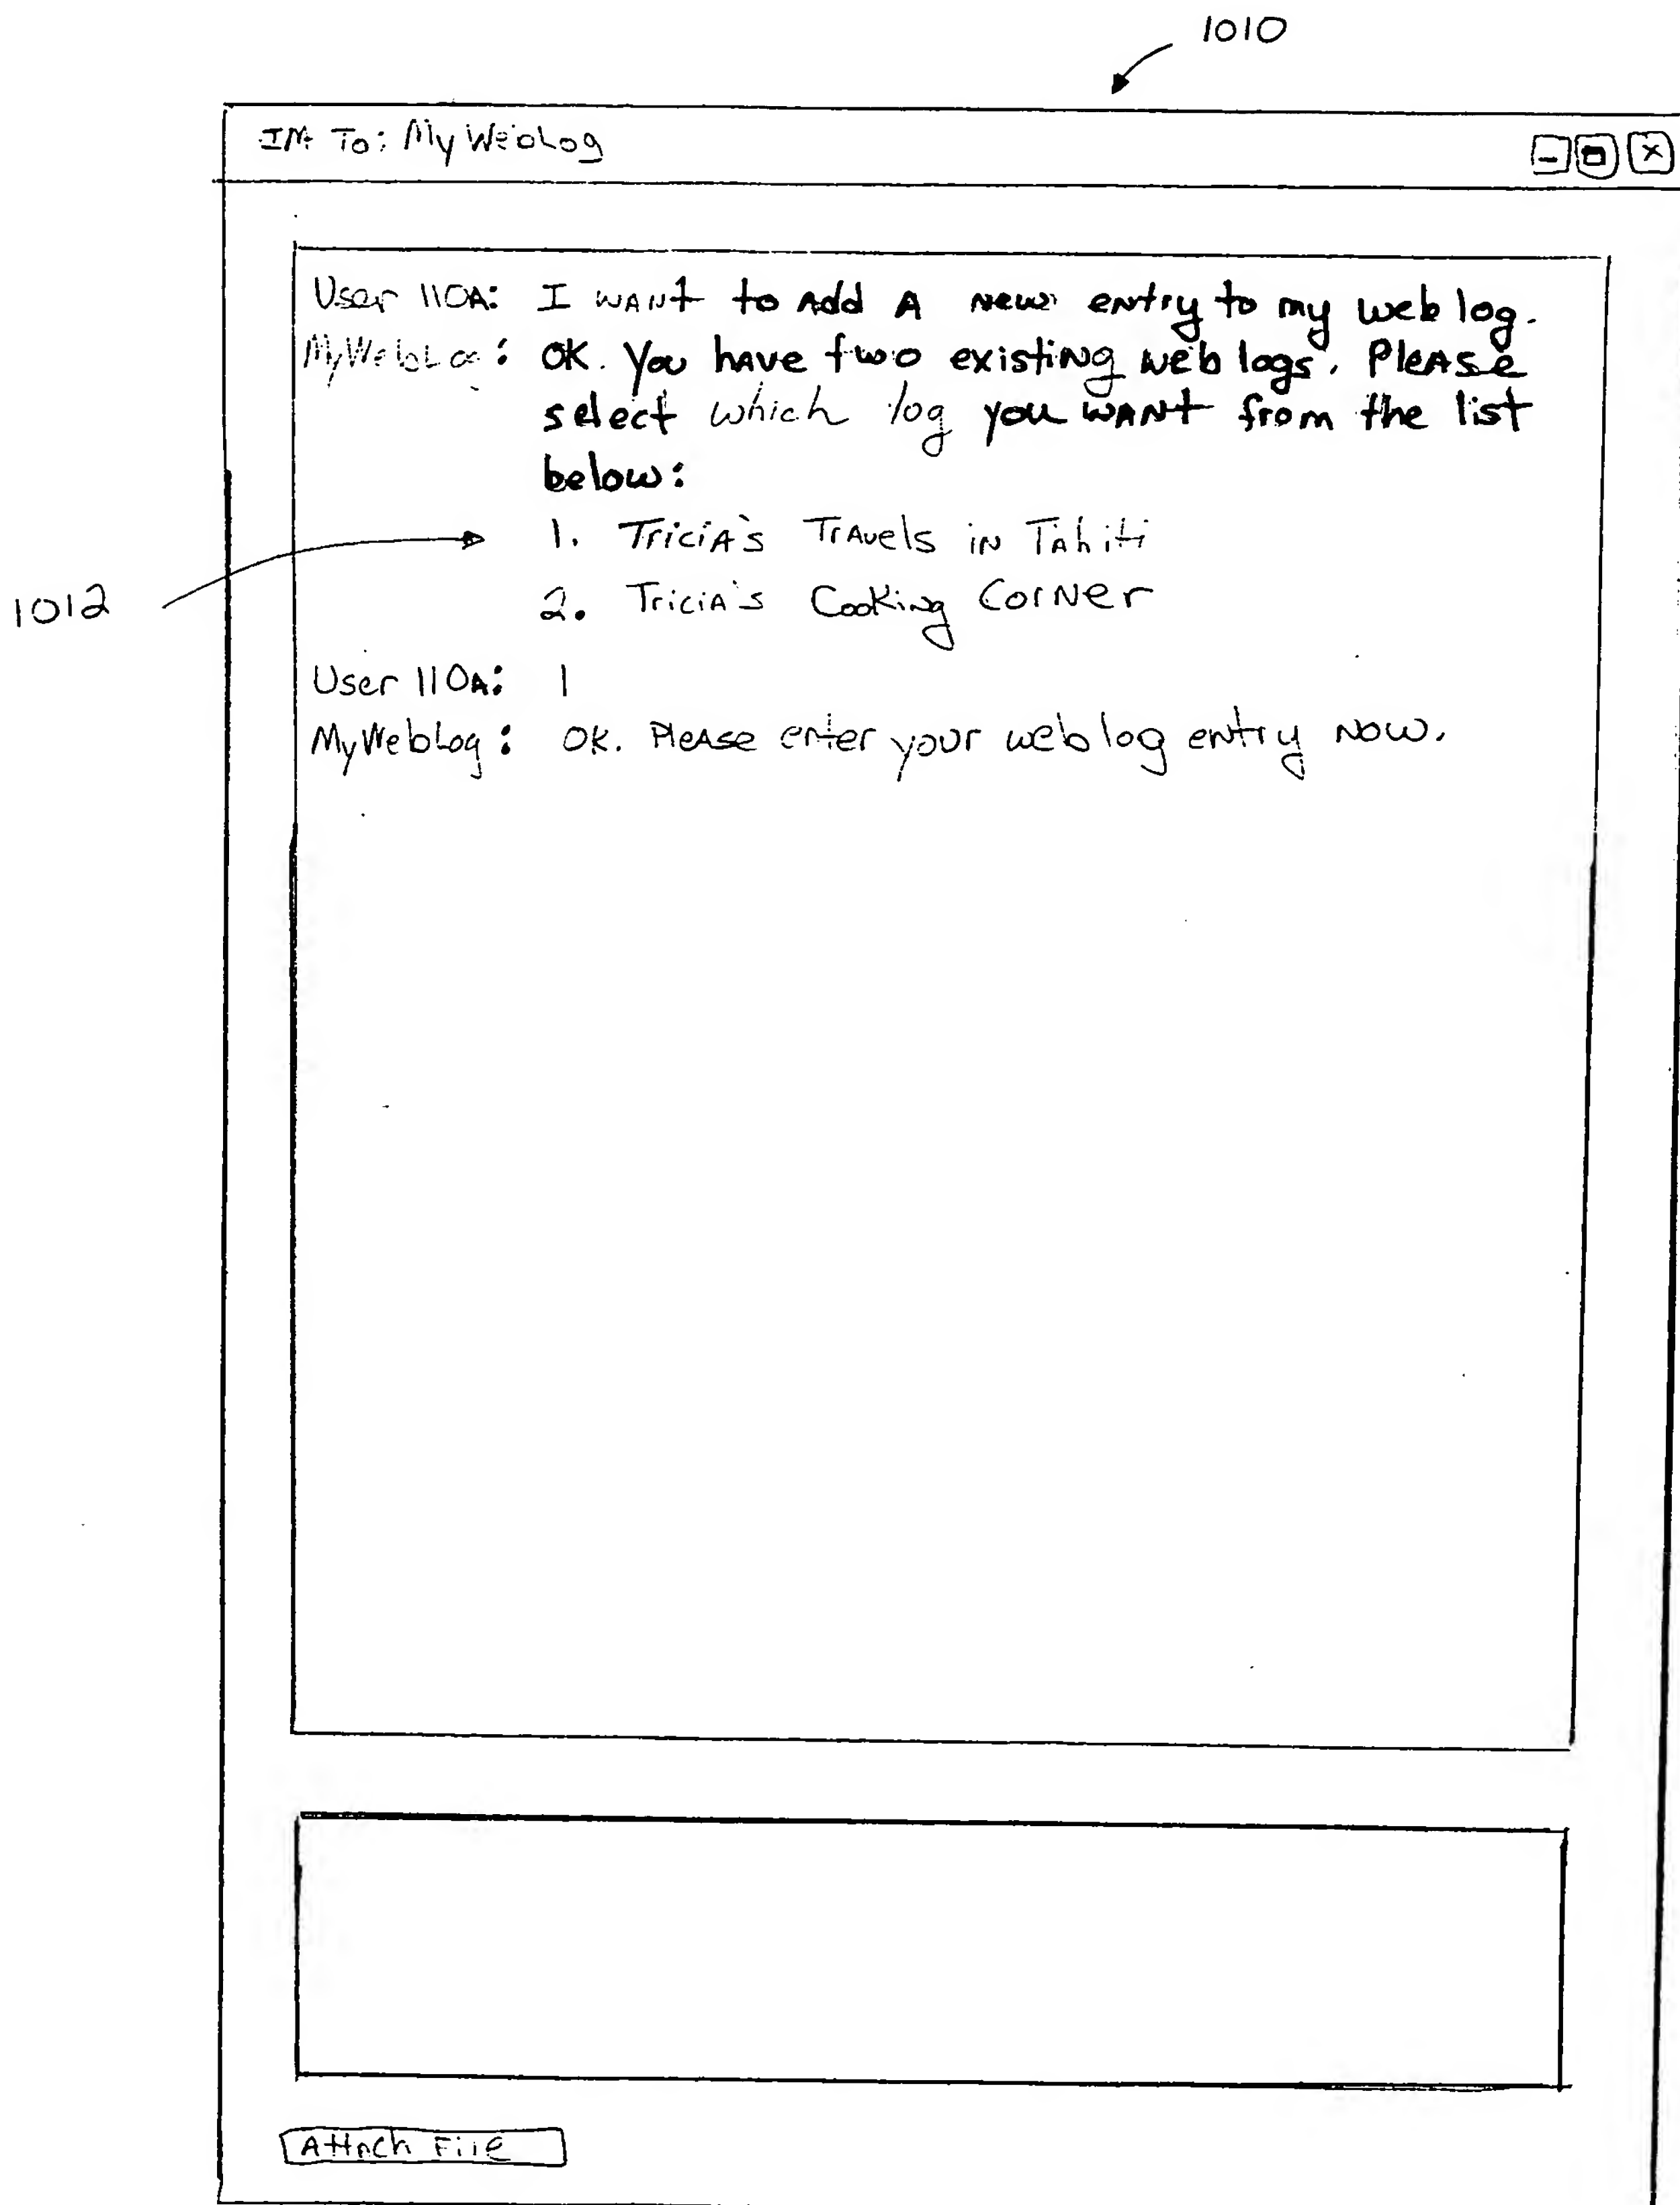 1010
IM To: MyWebLog
User 110A: I want to add a new entry to my web log.
MyWebLog: OK. You have two existing web logs. Please
select which log you want from the list
below:
1. Tricia's Travels in Tahiti
1012
2. Tricia's Cooking Corner
User 110A: 1
MyWebLog: OK. Please enter your web log entry now.
Attach File